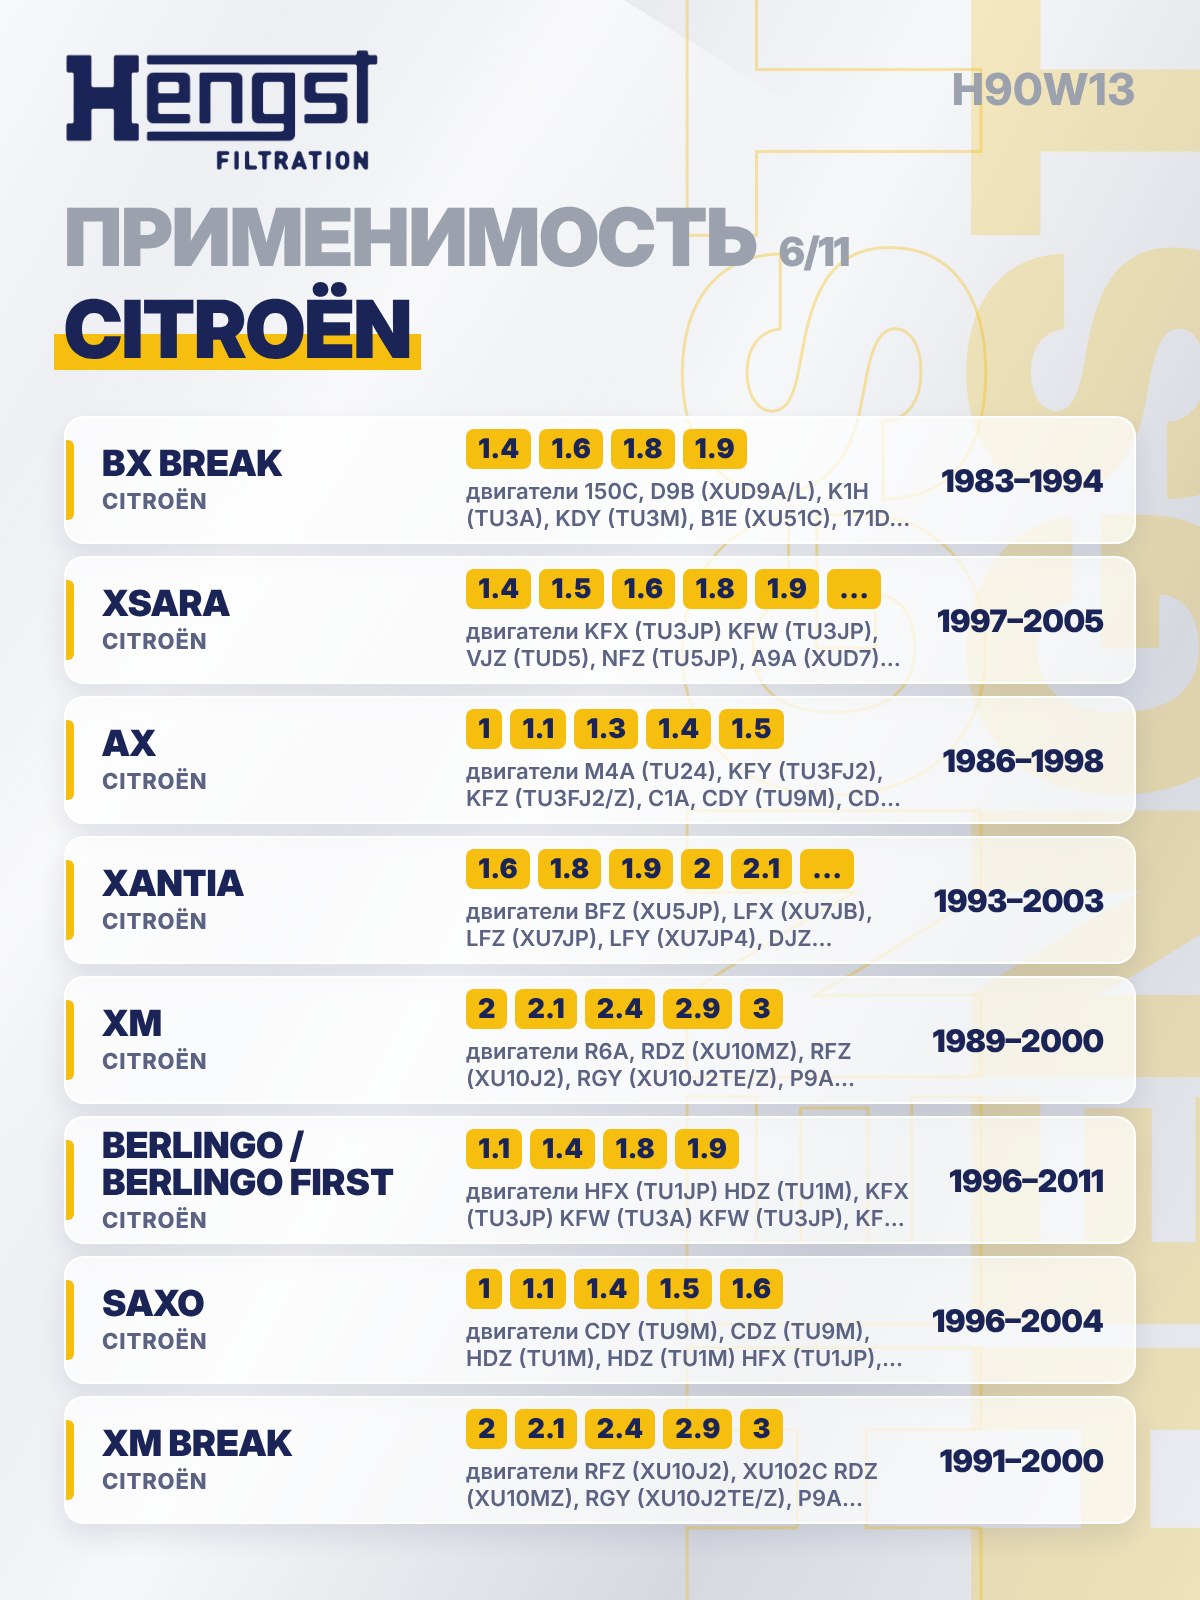 Hengst
FILTRATION
H90W13
ПРИМЕНИМОСТЬ 6/11
CITROËN
BX BREAK
CITROËN
1.4 1.6 1.8 1.9
двигатели 150C, D9B (XUD9A/L), K1H
(TU3A), KDY (TU3M), B1E (XU51C), 171D...
1983–1994
XSARA
CITROËN
1.4 1.5 1.6 1.8 1.9 ...
двигатели KFX (TU3JP) KFW (TU3JP),
VJZ (TUD5), NFZ (TU5JP), A9A (XUD7)...
1997–2005
AX
CITROËN
1 1.1 1.3 1.4 1.5
двигатели M4A (TU24), KFY (TU3FJ2),
KFZ (TU3FJ2/Z), C1A, CDY (TU9M), CD...
1986–1998
XANTIA
CITROËN
1.6 1.8 1.9 2 2.1 ...
двигатели BFZ (XU5JP), LFX (XU7JB),
LFZ (XU7JP), LFY (XU7JP4), DJZ...
1993–2003
XM
CITROËN
2 2.1 2.4 2.9 3
двигатели R6A, RDZ (XU10MZ), RFZ
(XU10J2), RGY (XU10J2TE/Z), P9A...
1989–2000
BERLINGO /
BERLINGO FIRST
CITROËN
1.1 1.4 1.8 1.9
двигатели HFX (TU1JP) HDZ (TU1M), KFX
(TU3JP) KFW (TU3A) KFW (TU3JP), KF...
1996–2011
SAXO
CITROËN
1 1.1 1.4 1.5 1.6
двигатели CDY (TU9M), CDZ (TU9M),
HDZ (TU1M), HDZ (TU1M) HFX (TU1JP),...
1996–2004
XM BREAK
CITROËN
2 2.1 2.4 2.9 3
двигатели RFZ (XU10J2), XU102C RDZ
(XU10MZ), RGY (XU10J2TE/Z), P9A...
1991–2000
HENGST